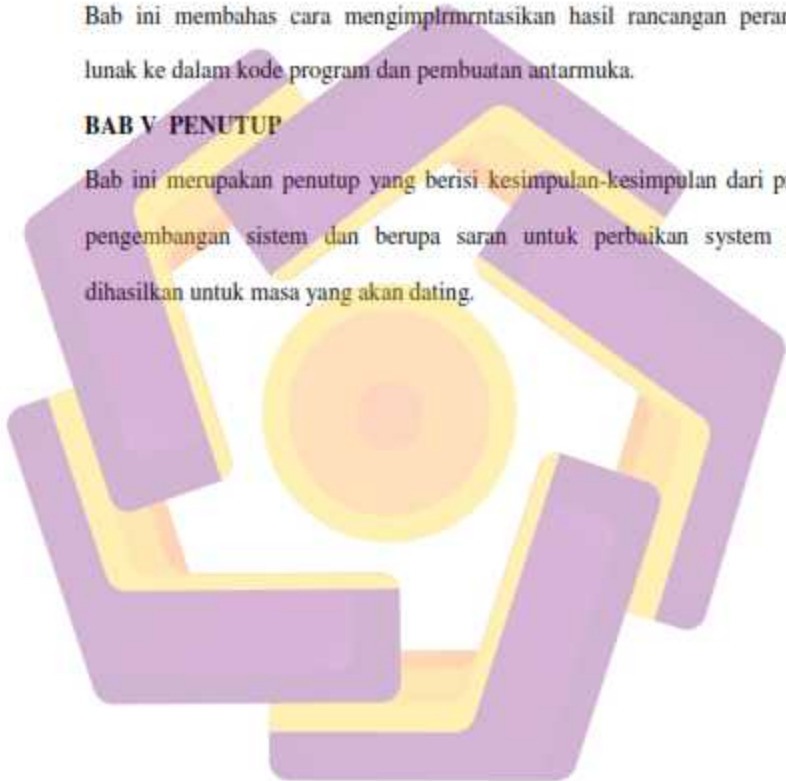 Bab ini membahas cara mengimplrmrntasikan hasil rancangan
lunak ke dalam kode program dan pembuatan antarmuka.
BAB V PENUTUP
Bab ini merupakan penutup yang berisi kesimpulan-kesimpulan dari
pengembangan sistem dan berupa saran untuk perbaikan system
dihasilkan untuk masa yang akan dating.